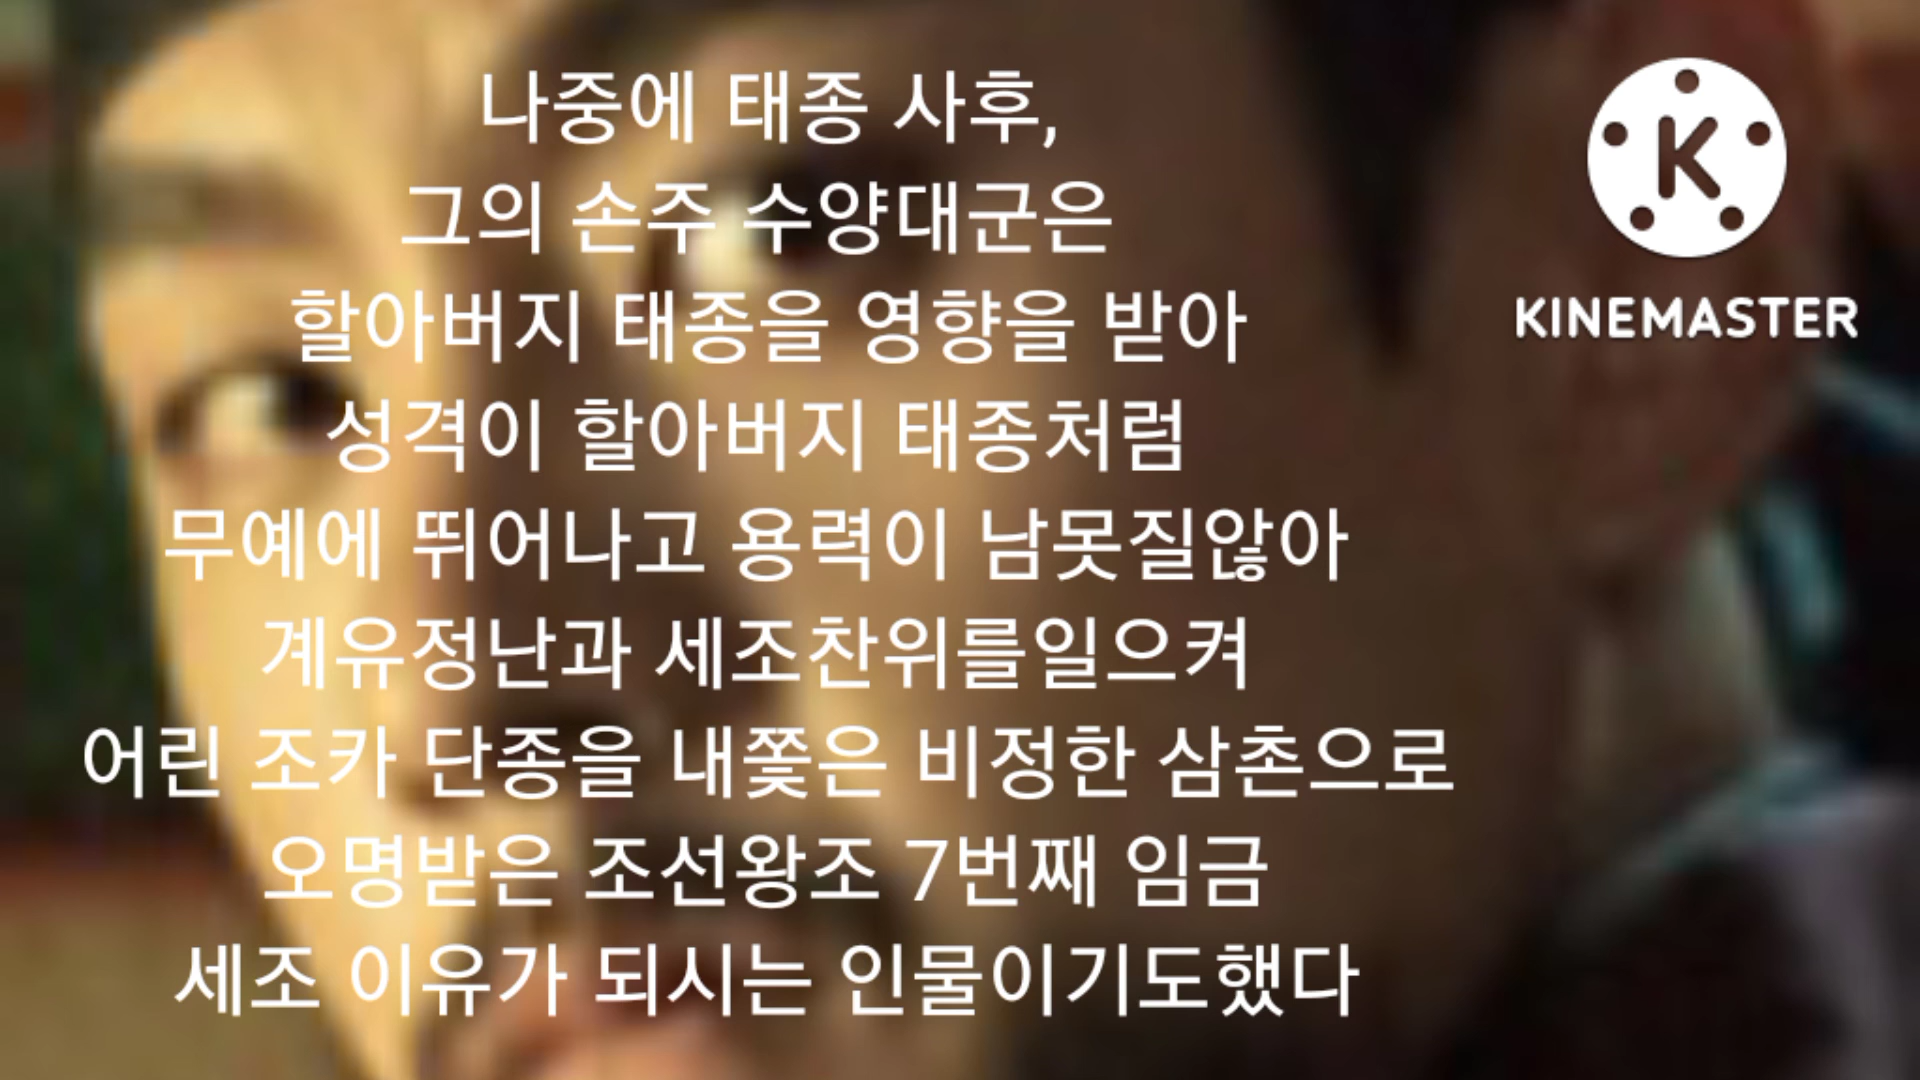 나중에 태종 사후,
그의 손주 수양대군은
할아버지 태종을 영향을 받아
성격이 할아버지 태종처럼
무예에 뛰어나고 용력이 남못질않아
계유정난과 세조찬위를일으켜
어린 조카 단종을 내쫓은 비정한 삼촌으로
오명받은 조선왕조 7번째 임금
세조 이유가 되시는 인물이기도했다
K
KINEMASTER